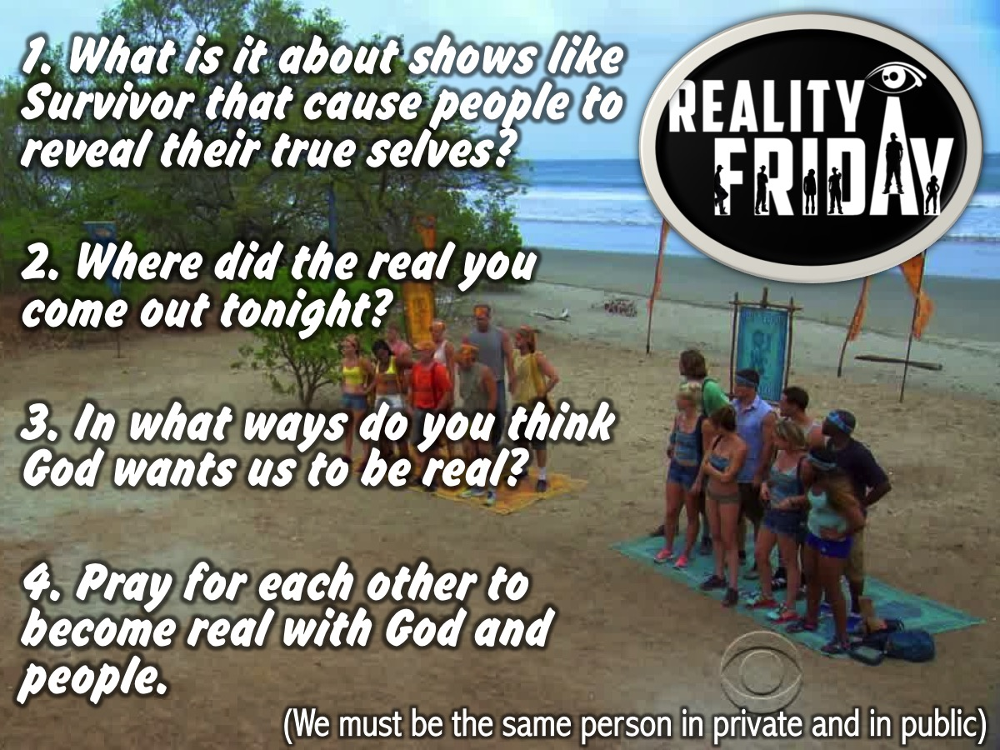 1. What is it about shows like
Survivor that cause people to
reveal their true selves?
REALITY
FRIDAY
2. Where did the real you
come out tonight?
3. In what ways do you think
God wants us to be real?
4. Pray for each other to
become real with God and
people.
(We must be the same person in private and in public)